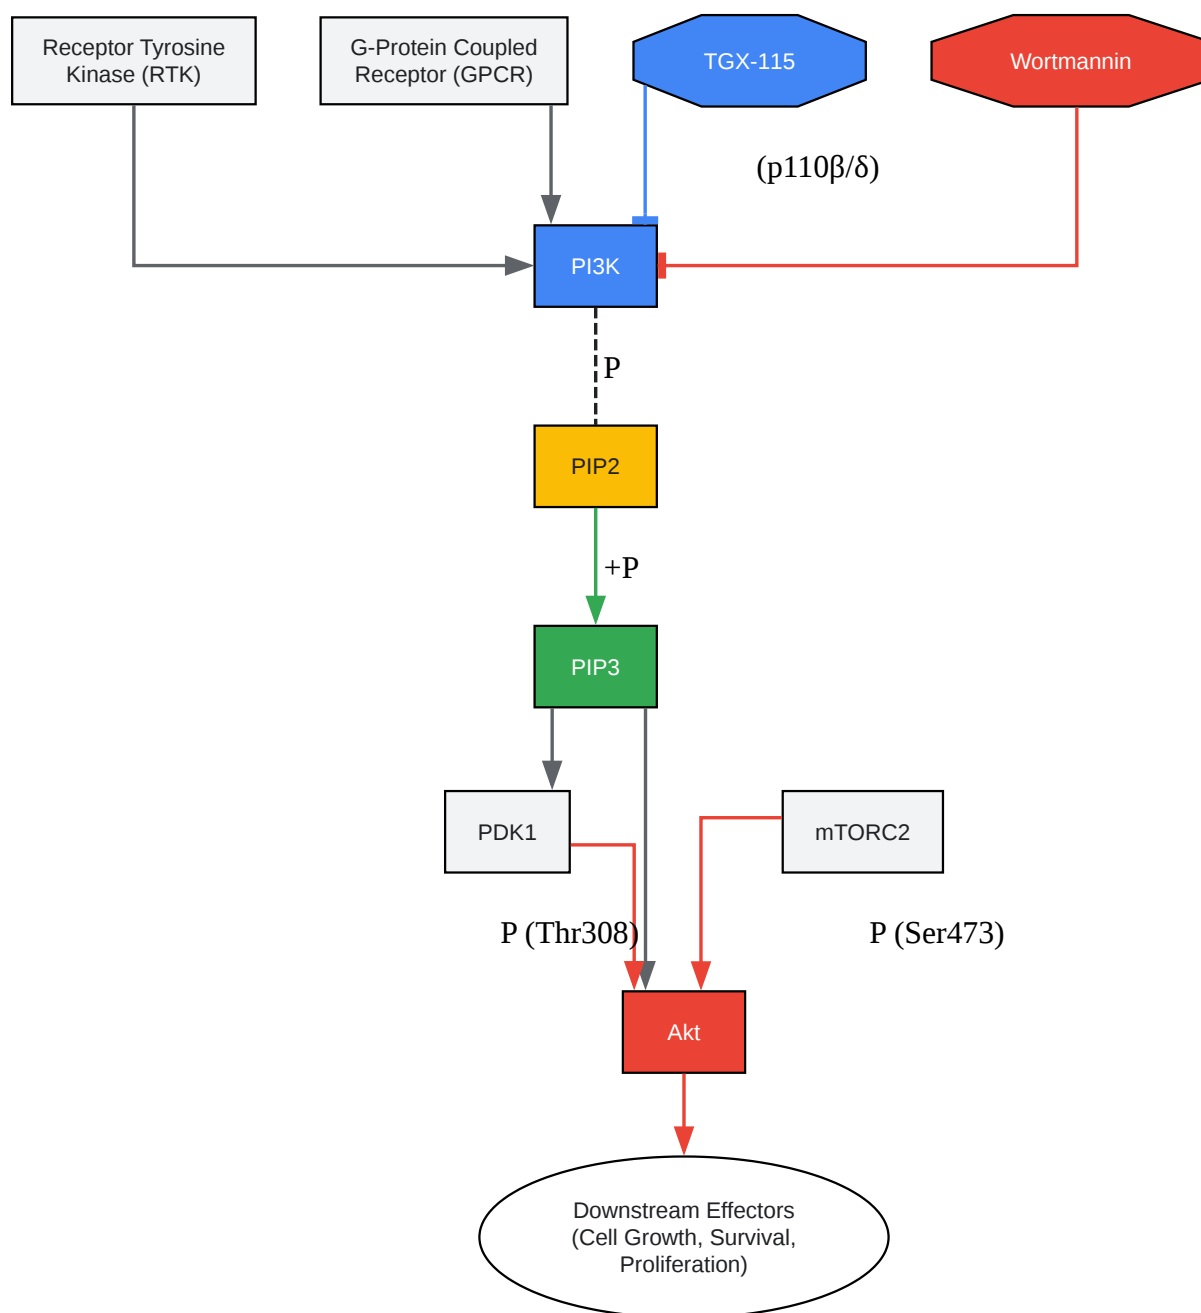 Receptor Tyrosine
Kinase (RTK)
G-Protein Coupled
Receptor (GPCR)
TGX-115
Wortmannin
(p110β/δ)
PI3K
P
PIP2
+P
PIP3
PDK1
mTORC2
P (Thr308)
P (Ser473)
Akt
Downstream Effectors
(Cell Growth, Survival,
Proliferation)